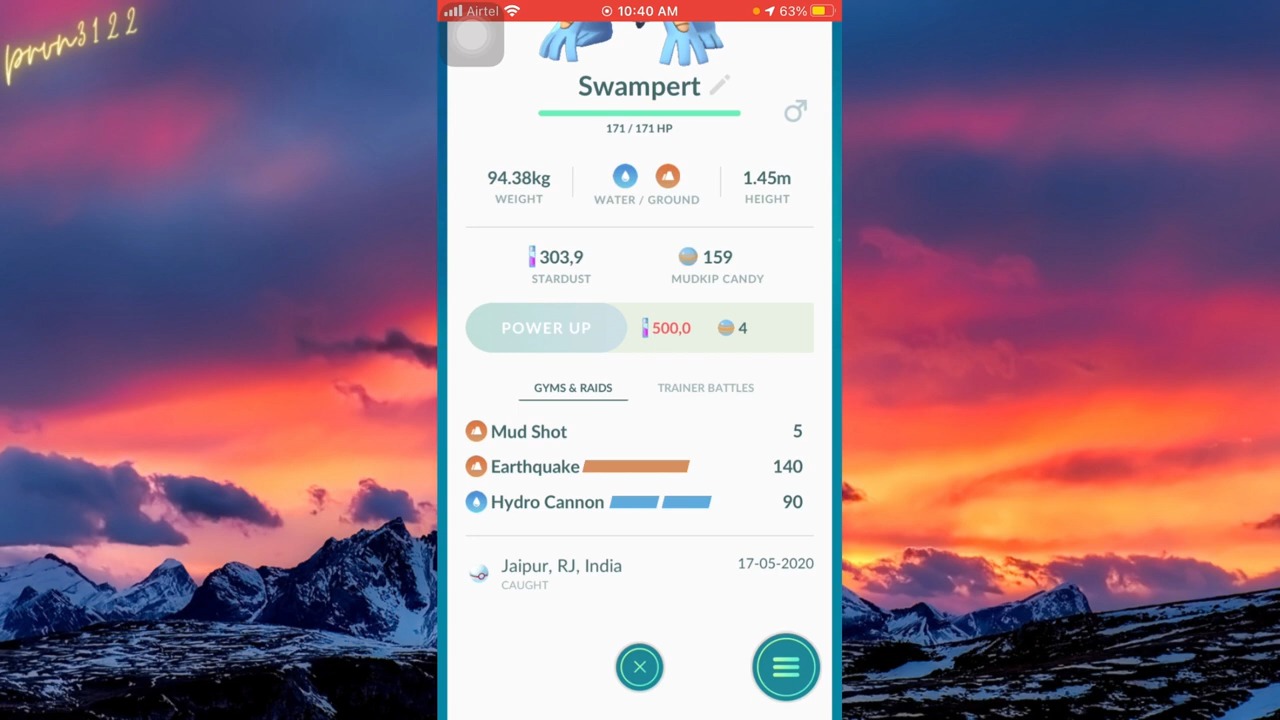 prvn3122
Airtel 10:40 AM 63%
Swampert
171 / 171 HP
94.38kg
WEIGHT
WATER / GROUND
1.45m
HEIGHT
303,9
STARDUST
159
MUDKIP CANDY
POWER UP 500,0 4
GYMS & RAIDS TRAINER BATTLES
Mud Shot 5
Earthquake 140
Hydro Cannon 90
Jaipur, RJ, India 17-05-2020
CAUGHT